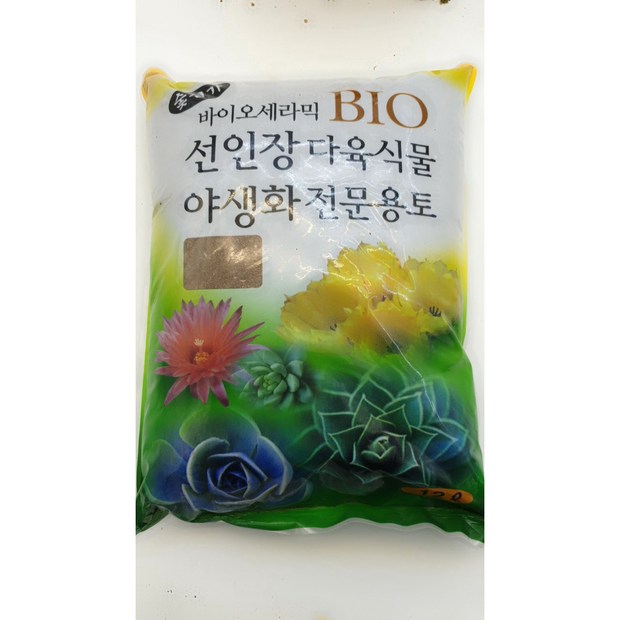 바이오세라믹 BIO
선인장 다육식물
야생화 전문용토
12ℓ